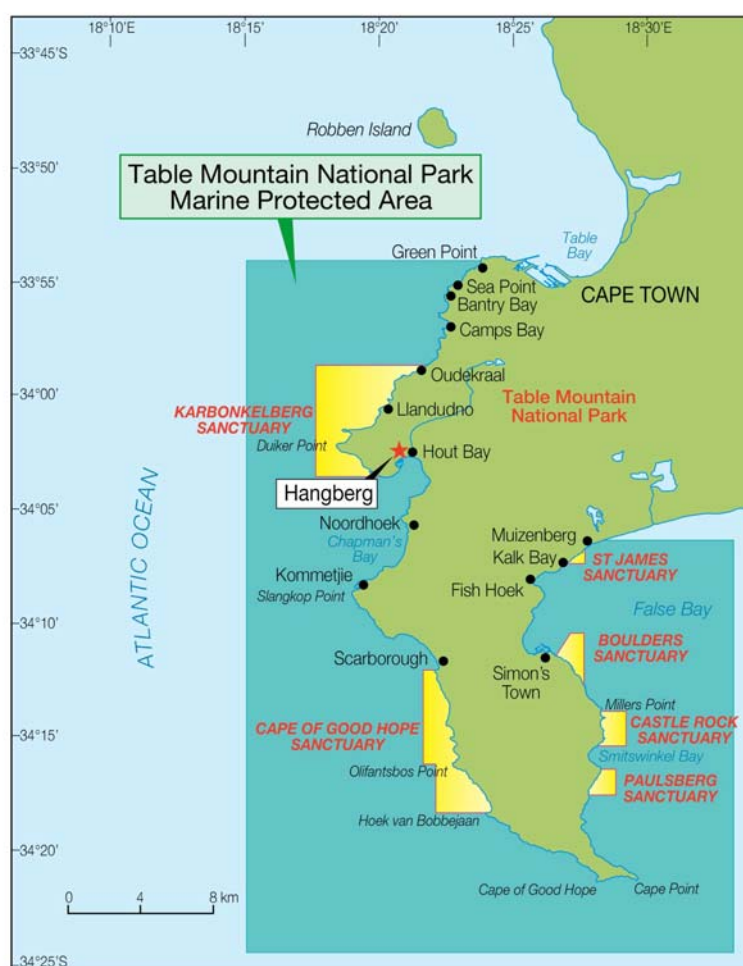 18°10'E
18°15'
18°20'
18°25'
18°30'
33°45'S
33°50'
33°55'
34°00'
34°05'
34°10'
34°15'
34°20'
34°25'S
Robben Island
Table Mountain National Park
Marine Protected Area
Green Point
Table
Bay
Sea Point
Bantry Bay
CAPE TOWN
Camps Bay
Oudekraal
Table Mountain
National Park
KARBONKELBERG
SANCTUARY
Llandudno
Duiker Point
Hout Bay
Hangberg
ATLANTIC OCEAN
Noordhoek
Chapman's
Bay
Muizenberg
Kalk Bay
ST JAMES
SANCTUARY
Kommetjie
Slangkop Point
Fish Hoek
False Bay
BOULDERS
SANCTUARY
Scarborough
Simon's
Town
Millers Point
CASTLE ROCK
SANCTUARY
CAPE OF GOOD HOPE
SANCTUARY
Smitswinkel Bay
Olifantsbos Point
PAULSBERG
SANCTUARY
Hoek van Bobbejaan
0 4 8 km
Cape of Good Hope
Cape Point